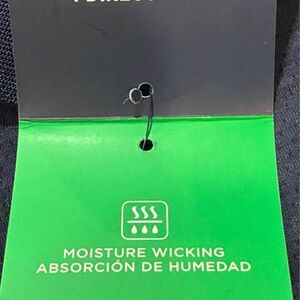 MOISTURE WICKING
ABSORCIÓN DE HUMEDAD